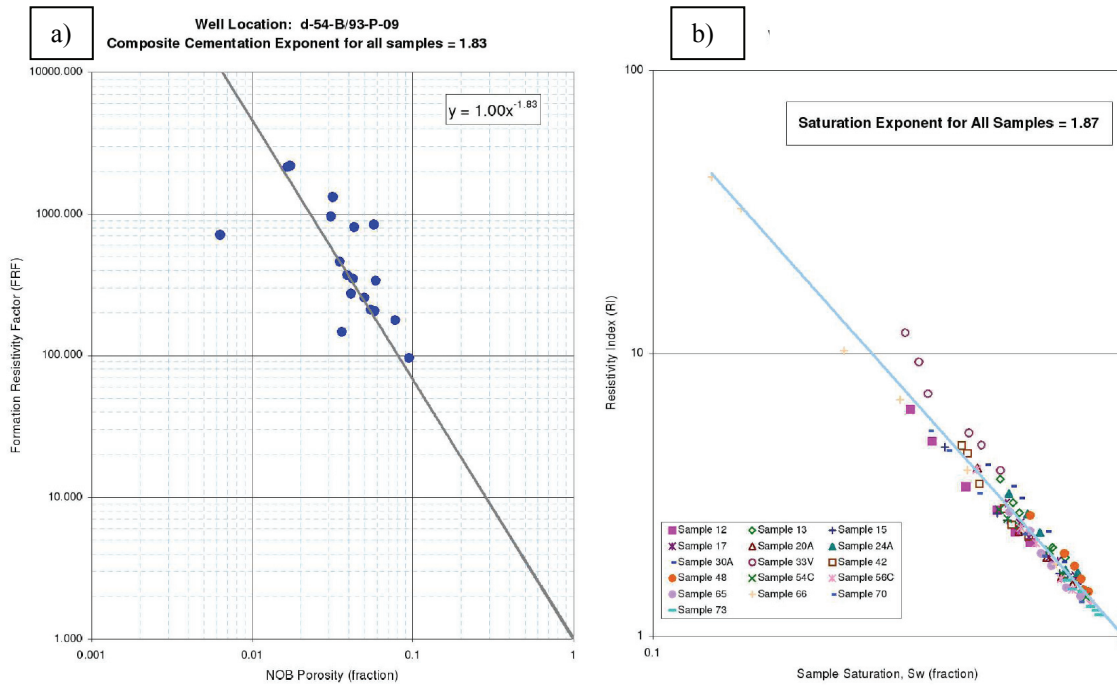 a)
Well Location: d-54-B/93-P-09
Composite Cementation Exponent for all samples = 1.83
10000.000
1000.000
100.000
10.000
1.000
Formation Resistivity Factor (FRF)
y = 1.00x^-1.83
0.001
0.01
0.1
1
NOB Porosity (fraction)
b)
100
10
1
Resistivity Index (RI)
Saturation Exponent for All Samples = 1.87
Sample 12 Sample 13 Sample 15
Sample 17 Sample 20A Sample 24A
Sample 30A Sample 33V Sample 42
Sample 48 Sample 54C Sample 56C
Sample 65 Sample 66 Sample 70
Sample 73
0.1
Sample Saturation, Sw (fraction)